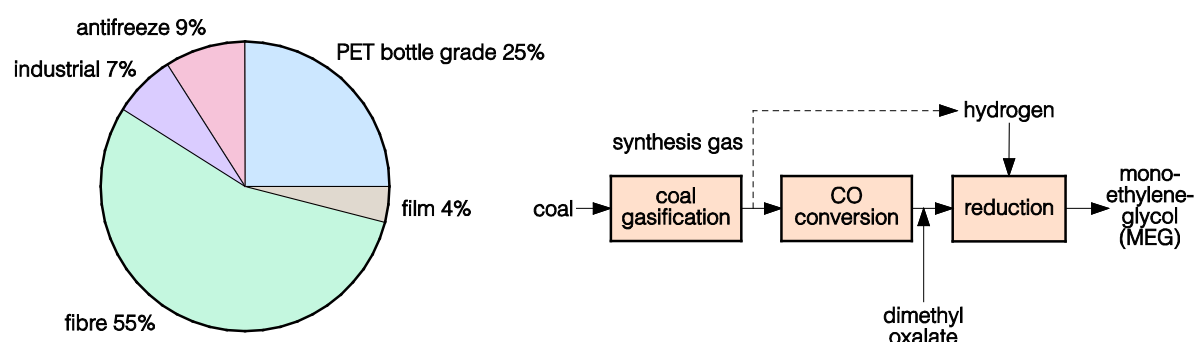 antifreeze 9%
PET bottle grade 25%
industrial 7%
film 4%
fibre 55%
hydrogen
synthesis gas
coal
coal
gasification
CO
conversion
reduction
mono-
ethylene-
glycol
(MEG)
dimethyl
oxalate